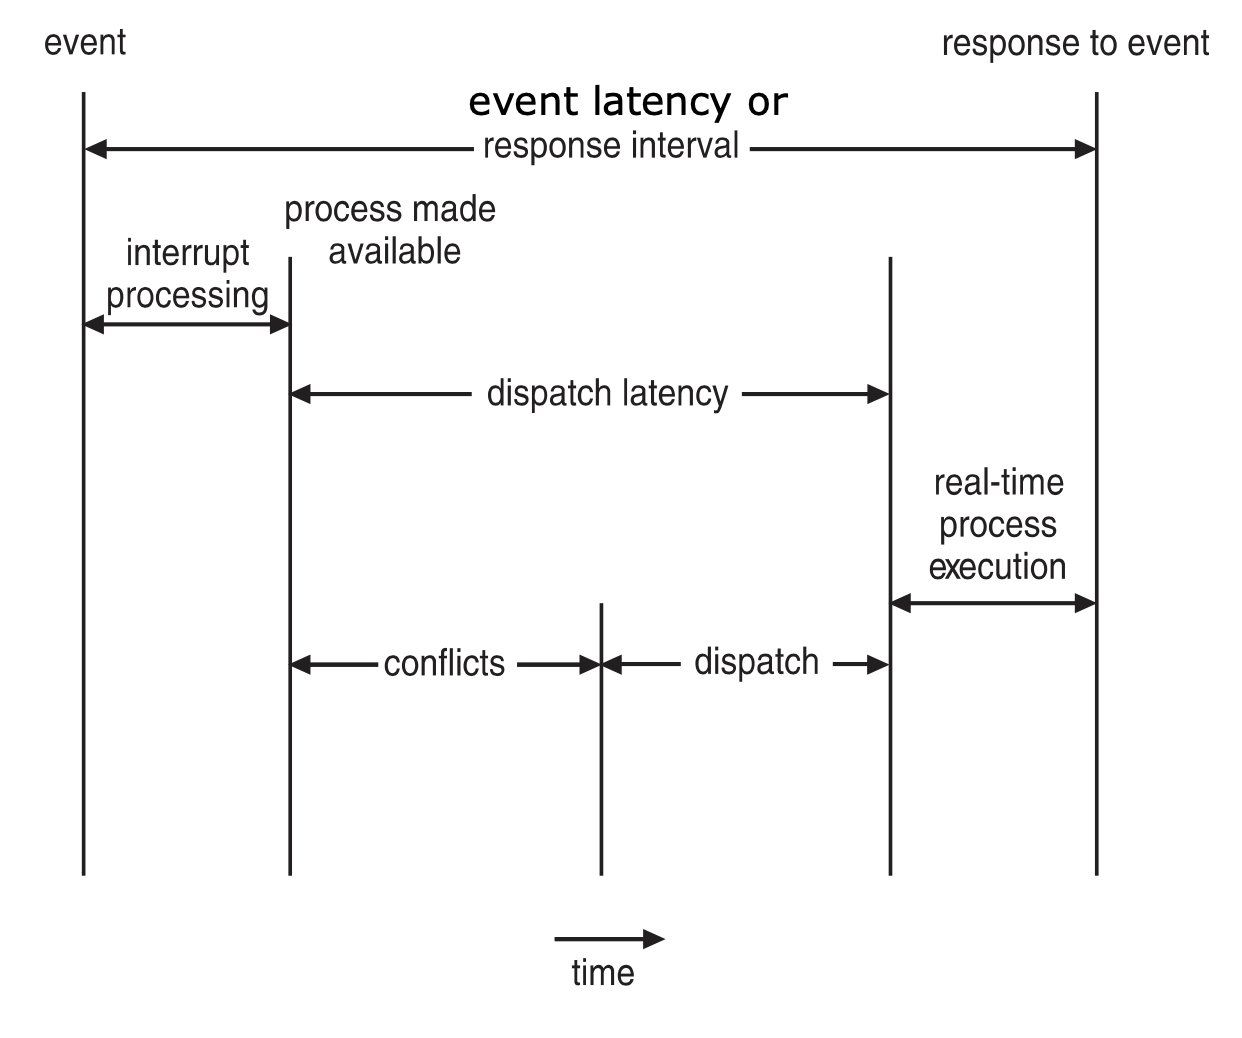 event
response to event
event latency or
response interval
process made
available
interrupt
processing
dispatch latency
real-time
process
execution
conflicts
dispatch
time